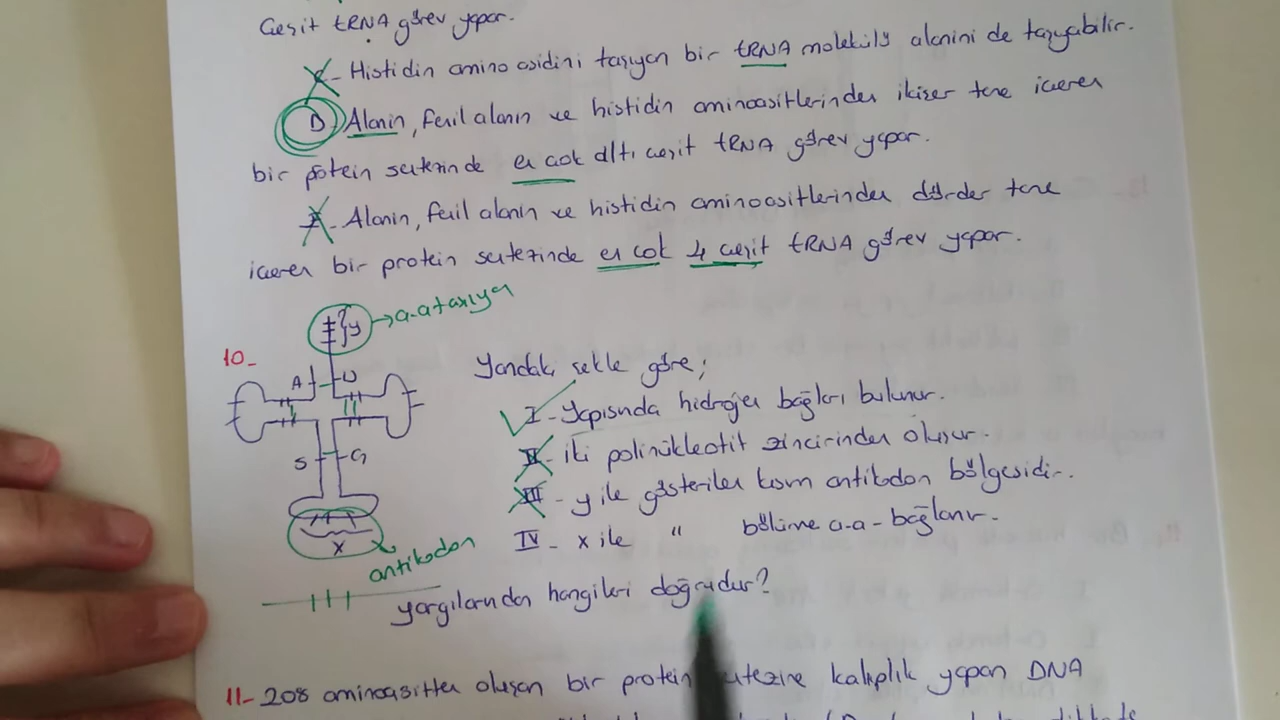 Çeşit tRNA görev yapar.
C- Histidin amino asidini taşıyan bir tRNA molekülü alanini de taşıyabilir.
D- Alanin, fenil alanin ve histidin aminoasitlerinden ikişer tane içeren
bir protein sentezinde en çok altı çeşit tRNA görev yapar.
Alanin, fenil alanin ve histidin aminoasitlerinden dörder tane
içeren bir protein sentezinde en çok 4 çeşit tRNA görev yapar.
y → a.a taşıya
10- Yandaki şekle göre;
A U
I- Yapısında hidrojen bağları bulunur.
II- iki polinükleotit zincirinden oluşur.
S G
III- y ile gösterilen kısım antikodon bölgesidir.
IV- x ile " bölüme a.a- bağlanır.
X antikodon
yargılarından hangileri doğrudur?
11- 208 aminoasitten oluşan bir protein sentezine kalıplık yapan DNA